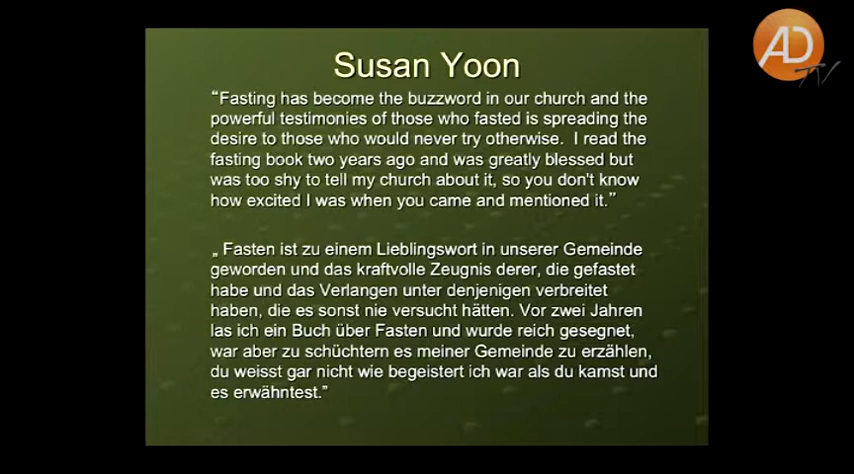 AD
TV
Susan Yoon
“Fasting has become the buzzword in our church and the
powerful testimonies of those who fasted is spreading the
desire to those who would never try otherwise. I read the
fasting book two years ago and was greatly blessed but
was too shy to tell my church about it, so you don't know
how excited I was when you came and mentioned it.”
„ Fasten ist zu einem Lieblingswort in unserer Gemeinde
geworden und das kraftvolle Zeugnis derer, die gefastet
habe und das Verlangen unter denjenigen verbreitet
haben, die es sonst nie versucht hätten. Vor zwei Jahren
las ich ein Buch über Fasten und wurde reich gesegnet,
war aber zu schüchtern es meiner Gemeinde zu erzählen,
du weisst gar nicht wie begeistert ich war als du kamst und
es erwähntest.”